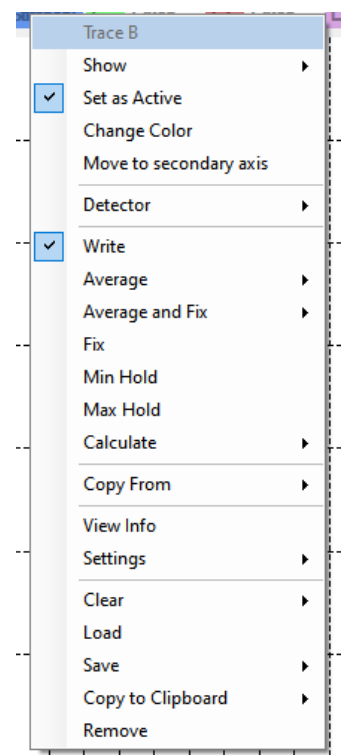 Trace B
Show
Set as Active
Change Color
Move to secondary axis
Detector
Write
Average
Average and Fix
Fix
Min Hold
Max Hold
Calculate
Copy From
View Info
Settings
Clear
Load
Save
Copy to Clipboard
Remove